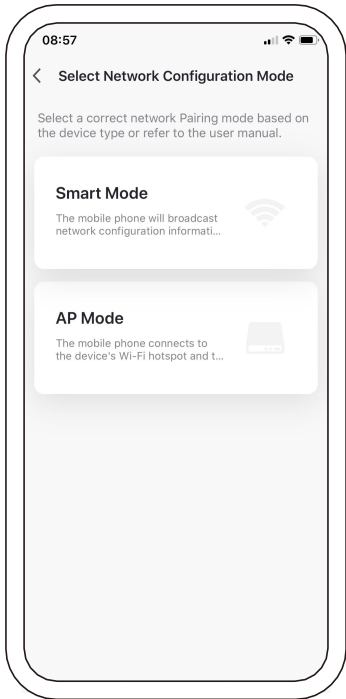 08:57
Select Network Configuration Mode
Select a correct network Pairing mode based on
the device type or refer to the user manual.
Smart Mode
The mobile phone will broadcast
network configuration informati...
AP Mode
The mobile phone connects to
the device's Wi-Fi hotspot and t...